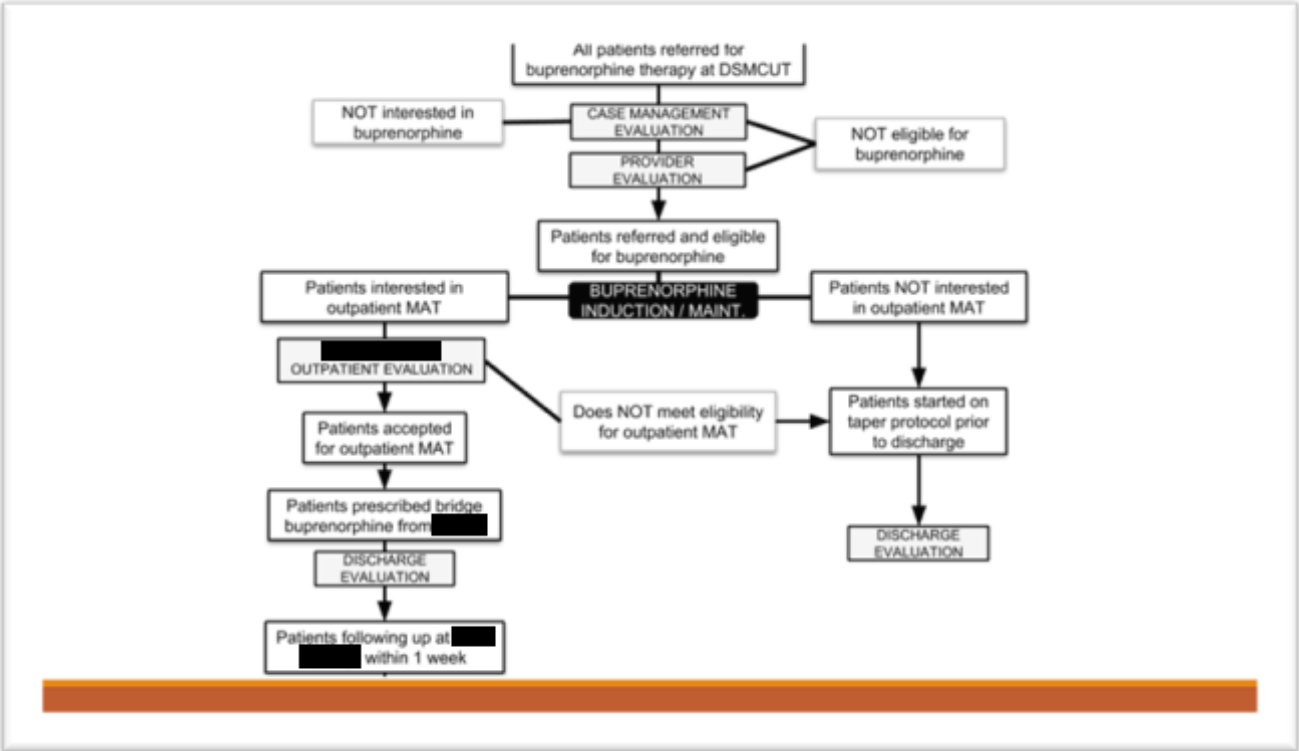 All patients referred for
buprenorphine therapy at DSMCUT
NOT interested in
buprenorphine
CASE MANAGEMENT
EVALUATION
NOT eligible for
buprenorphine
PROVIDER
EVALUATION
Patients referred and eligible
for buprenorphine
Patients interested in
outpatient MAT
BUPRENORPHINE
INDUCTION / MAINT.
Patients NOT interested
in outpatient MAT
OUTPATIENT EVALUATION
Does NOT meet eligibility
for outpatient MAT
Patients started on
taper protocol prior
to discharge
Patients accepted
for outpatient MAT
Patients prescribed bridge
buprenorphine from
DISCHARGE
EVALUATION
DISCHARGE
EVALUATION
Patients following up at
within 1 week